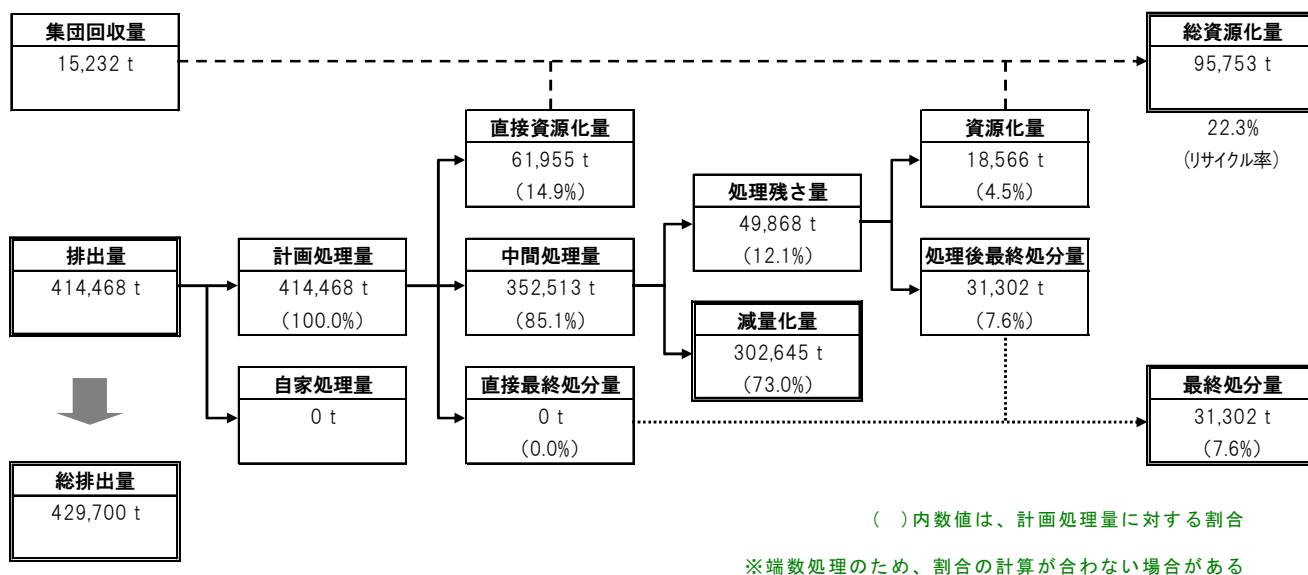 集団回収量
15,232 t
総資源化量
95,753 t
22.3%
(リサイクル率)
直接資源化量
61,955 t
(14.9%)
資源化量
18,566 t
(4.5%)
処理残さ量
49,868 t
(12.1%)
排出量
414,468 t
計画処理量
414,468 t
(100.0%)
中間処理量
352,513 t
(85.1%)
処理後最終処分量
31,302 t
(7.6%)
減量化量
302,645 t
(73.0%)
自家処理量
0 t
直接最終処分量
0 t
(0.0%)
最終処分量
31,302 t
(7.6%)
総排出量
429,700 t
(　)内数値は、計画処理量に対する割合
※端数処理のため、割合の計算が合わない場合がある